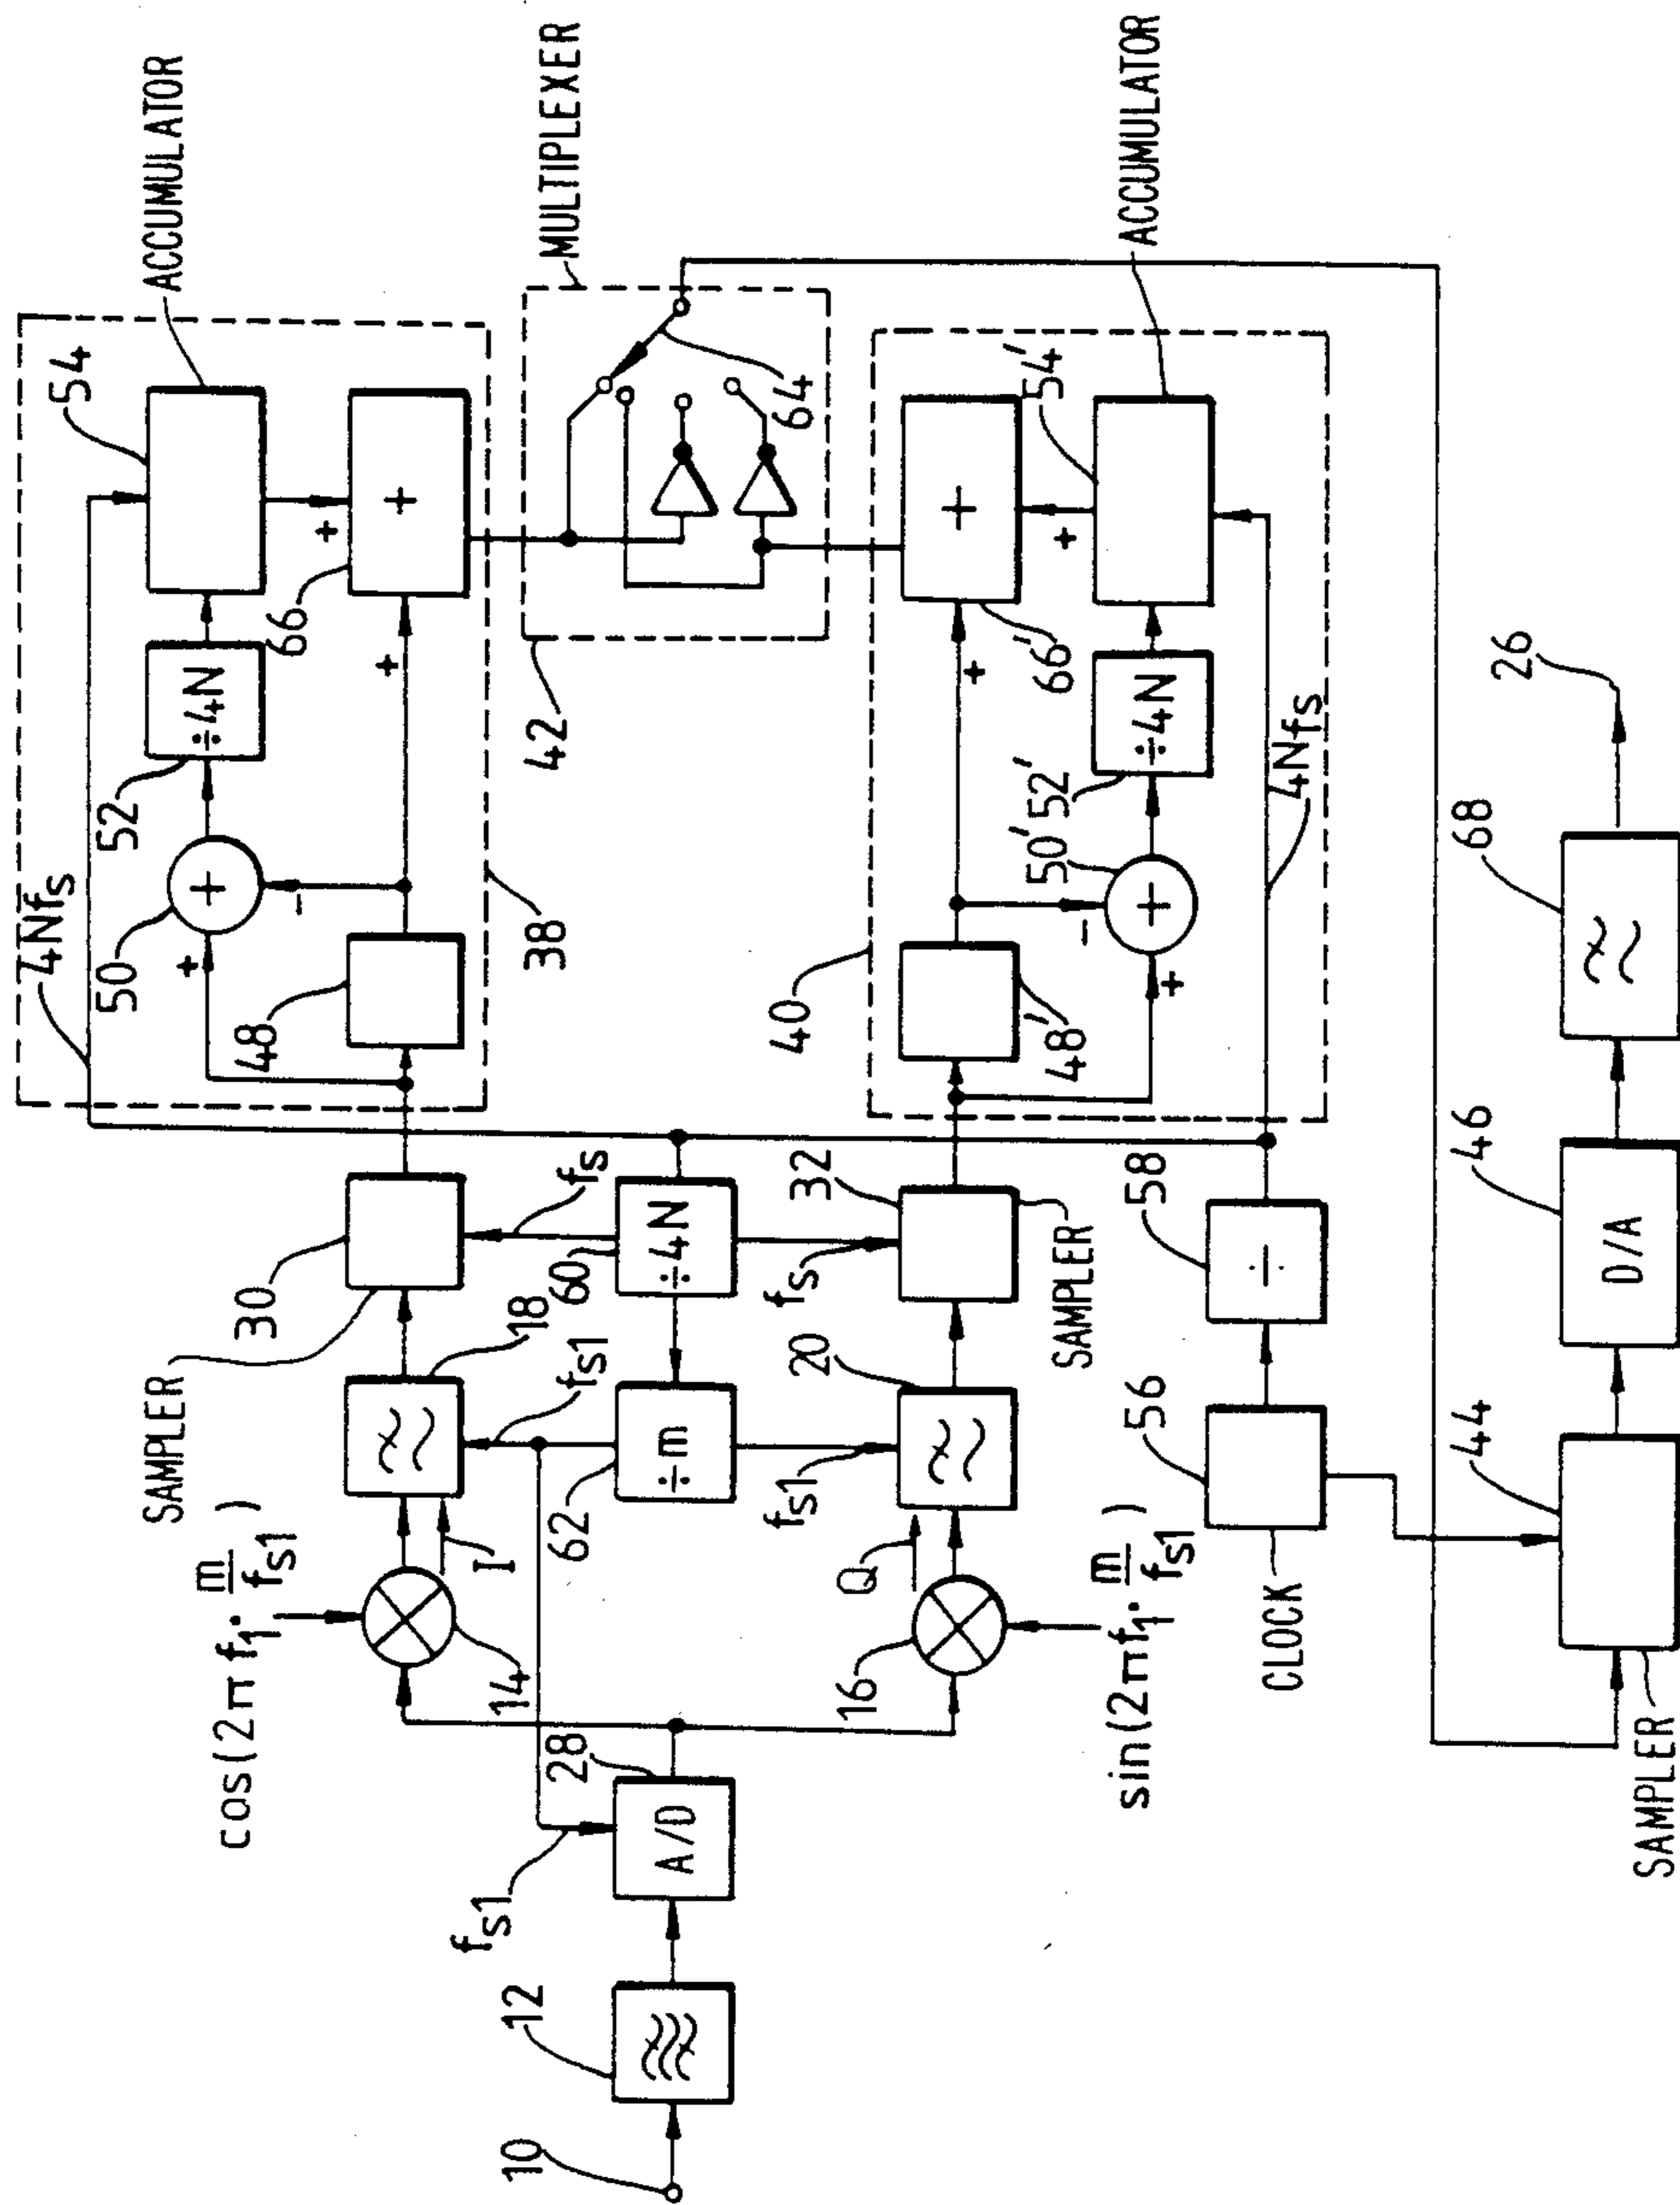 ACCUMULATOR
54
4Nfs
52
÷4N
50
+
+
-
48
66
+
+
+
38
MULTIPLEXER
42
64
cos(2π f1 · m/fs1)
SAMPLER
30
fs
18
fs1
I
14
28
60
÷4N
62
÷m
10
12
A/D
fs1
fs
fs1
32
SAMPLER
20
Q
16
sin(2πf1 · m/fs1)
40
48'
50'
+
+
-
52'
÷4N
66'
+
+
+
54'
ACCUMULATOR
4Nfs
58
÷
56
CLOCK
44
SAMPLER
46
D/A
68
26